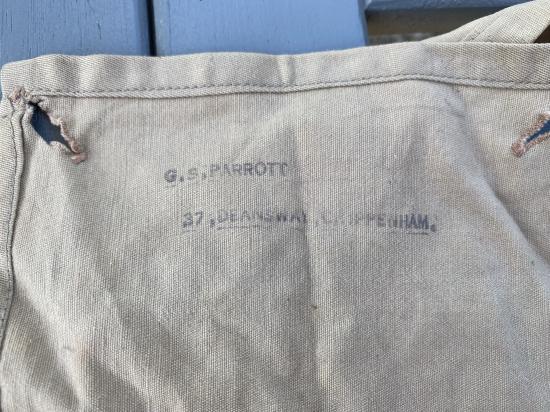 G.S. PARROTT
37, DEANSWAY, CHIPPENHAM.